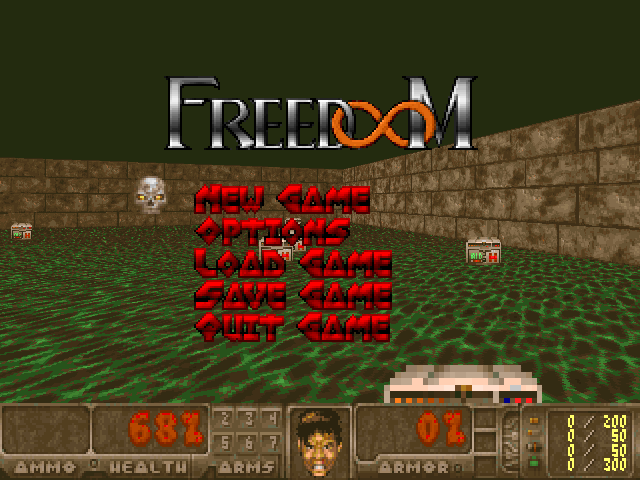 FREEDOOM
NEW GAME
OPTIONS
LOAD GAME
SAVE GAME
QUIT GAME
68%
2 3 4
5 6 7
0%
0 / 200
0 / 50
0 / 50
0 / 300
AMMO HEALTH ARMS ARMOR